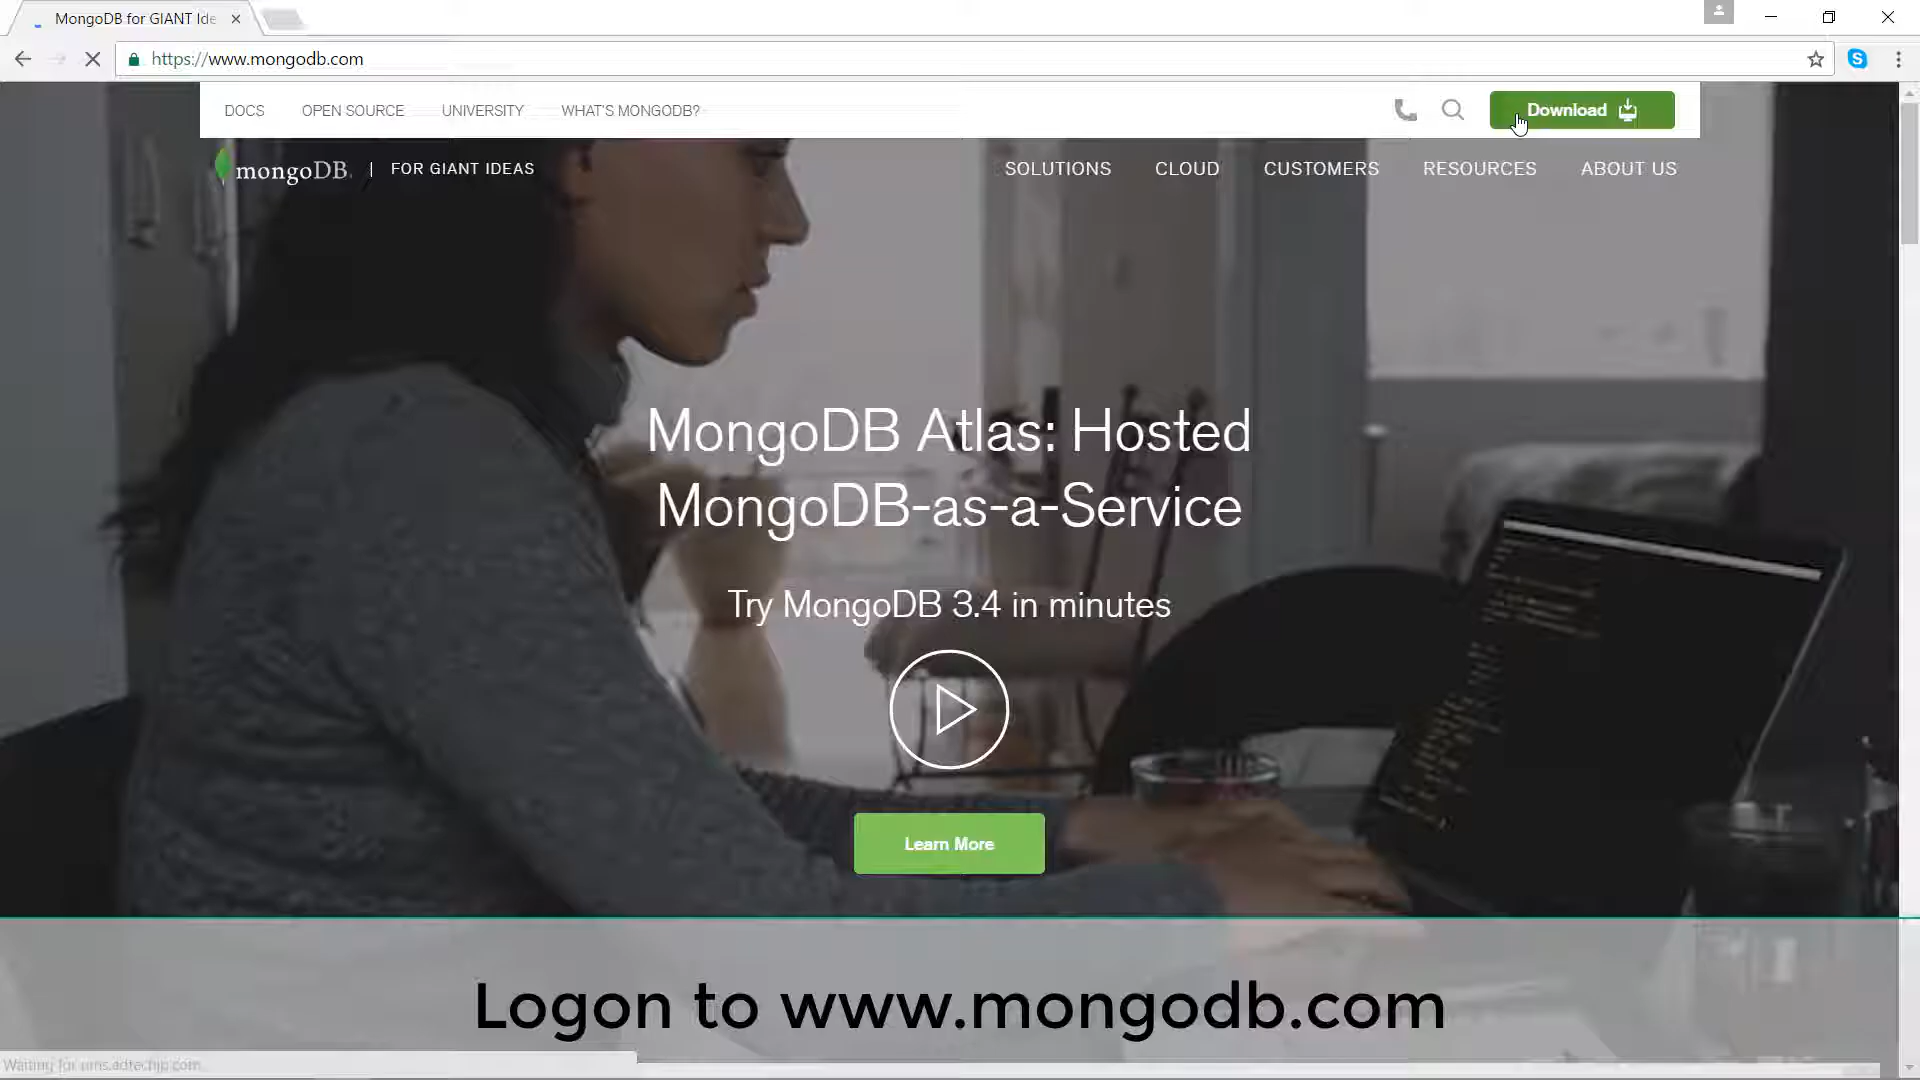 MongoDB for GIANT Ide
https://www.mongodb.com
DOCS OPEN SOURCE UNIVERSITY WHAT'S MONGODB? Download
mongoDB. | FOR GIANT IDEAS SOLUTIONS CLOUD CUSTOMERS RESOURCES ABOUT US
MongoDB Atlas: Hosted
MongoDB-as-a-Service
Try MongoDB 3.4 in minutes
Learn More
Logon to www.mongodb.com
Waiting for